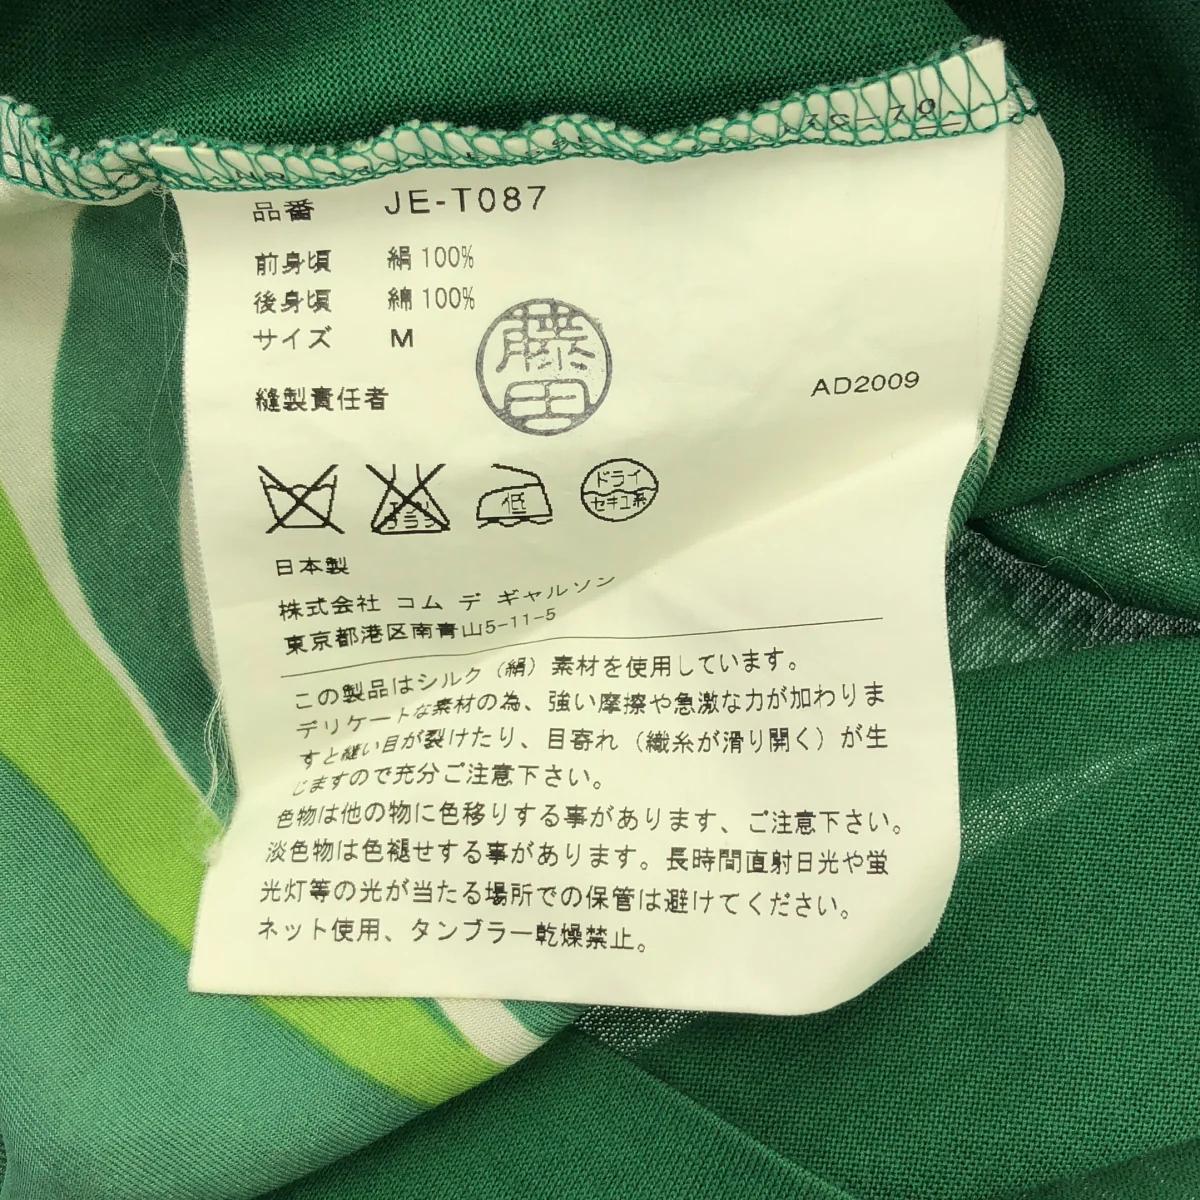 品番 JE-T087
前身頃 絹100%
後身頃 綿100%
サイズ M
藤田
縫製責任者
AD2009
低
ドライ
セキユ系
日本製
株式会社 コム デ ギャルソン
東京都港区南青山5-11-5
この製品はシルク（絹）素材を使用しています。
デリケートな素材の為、強い摩擦や急激な力が加わりま
すと縫い目が裂けたり、目寄れ（織糸が滑り開く）が生
じますので充分ご注意下さい。
色物は他の物に色移りする事があります、ご注意下さい。
淡色物は色褪せする事があります。長時間直射日光や蛍
光灯等の光が当たる場所での保管は避けてください。
ネット使用、タンブラー乾燥禁止。